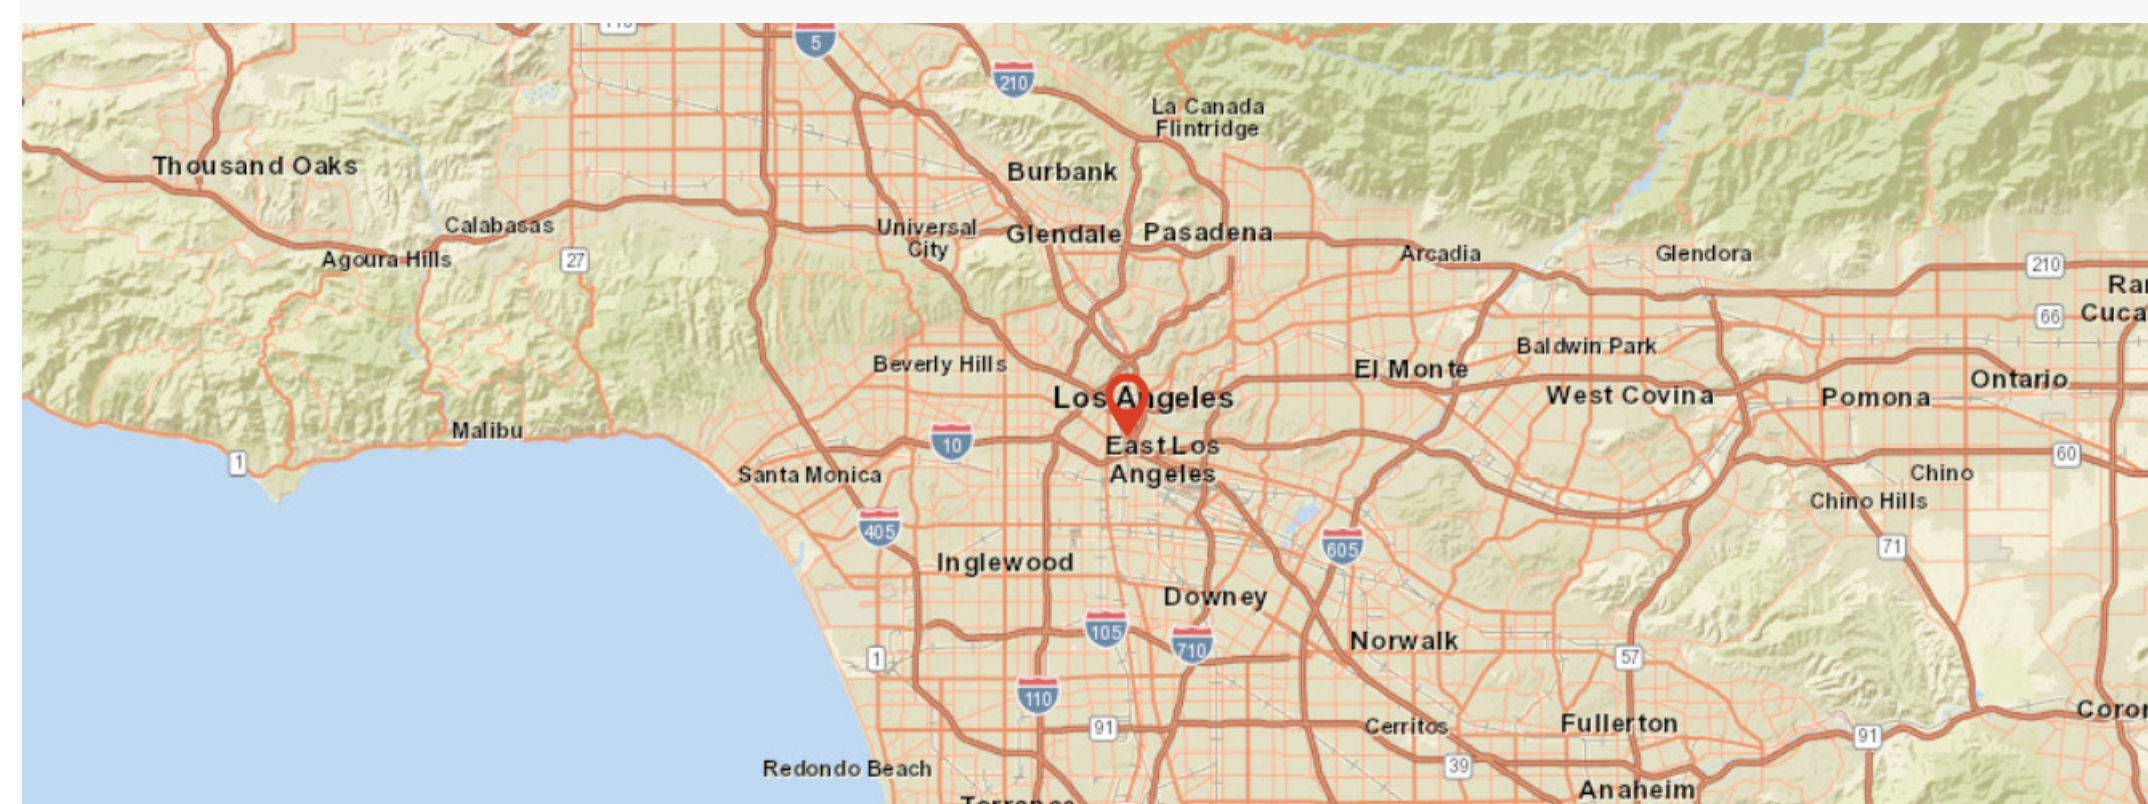 5
210
La Canada
Flintridge
Thousand Oaks
Burbank
Calabasas
Universal
City
Glendale
Pasadena
Agoura Hills
27
Arcadia
Glendora
210
66
Beverly Hills
El Monte
Baldwin Park
Los Angeles
West Covina
Pomona
Ontario
Malibu
10
East Los
Angeles
1
60
Santa Monica
Chino
Chino Hills
405
605
71
Inglewood
Downey
105
710
Norwalk
1
57
110
91
Cerritos
Fullerton
91
Redondo Beach
39
Anaheim